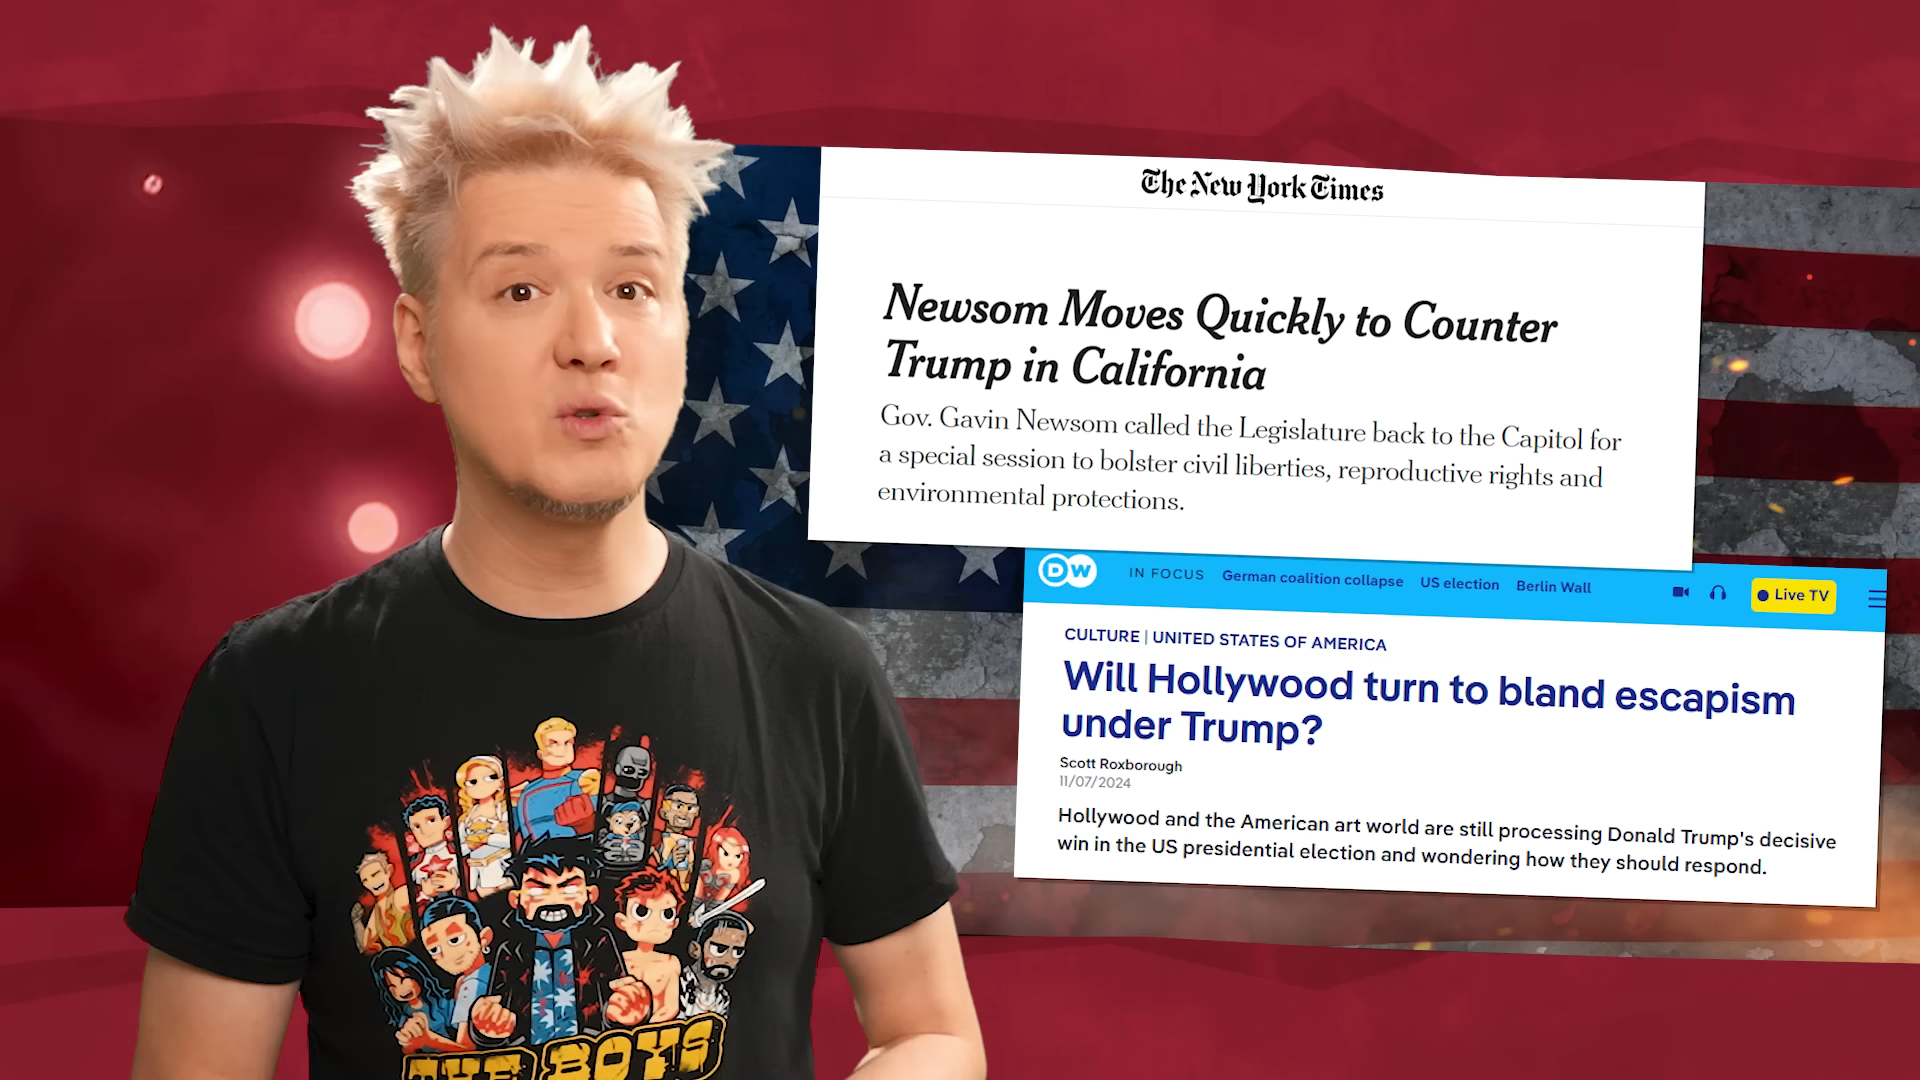 The New York Times
Newsom Moves Quickly to Counter
Trump in California
Gov. Gavin Newsom called the Legislature back to the Capitol for
a special session to bolster civil liberties, reproductive rights and
environmental protections.
DW
IN FOCUS German coalition collapse US election Berlin Wall
Live TV
CULTURE | UNITED STATES OF AMERICA
Will Hollywood turn to bland escapism
under Trump?
Scott Roxborough
11/07/2024
Hollywood and the American art world are still processing Donald Trump's decisive
win in the US presidential election and wondering how they should respond.
THE BOYS